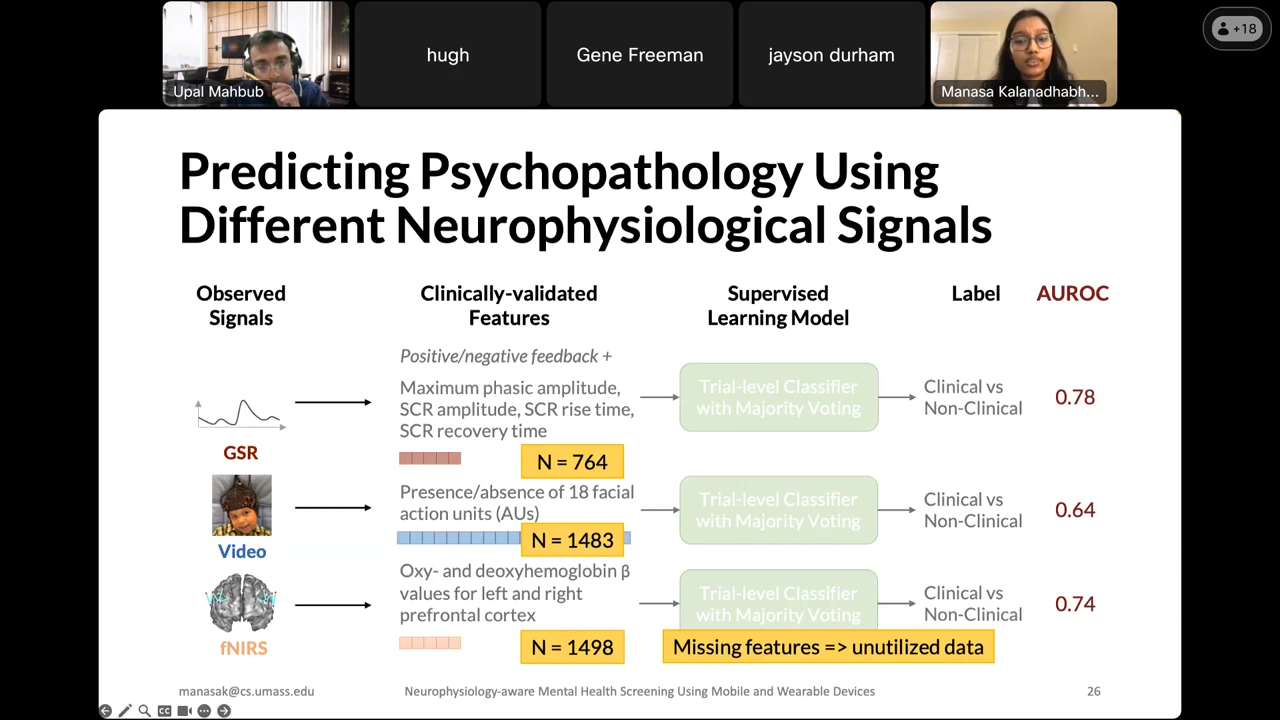 Upal Mahbub
hugh
Gene Freeman
jayson durham
Manasa Kalanadhabh...
+18
Predicting Psychopathology Using
Different Neurophysiological Signals
Observed
Signals
Clinically-validated
Features
Supervised
Learning Model
Label
AUROC
Positive/negative feedback +
Maximum phasic amplitude,
SCR amplitude, SCR rise time,
SCR recovery time
GSR
N = 764
Trial-level Classifier
with Majority Voting
Clinical vs
Non-Clinical
0.78
Presence/absence of 18 facial
action units (AUs)
Video
N = 1483
Trial-level Classifier
with Majority Voting
Clinical vs
Non-Clinical
0.64
Oxy- and deoxyhemoglobin β
values for left and right
prefrontal cortex
fNIRS
N = 1498
Trial-level Classifier
with Majority Voting
Clinical vs
Non-Clinical
0.74
Missing features => unutilized data
manasak@cs.umass.edu
Neurophysiology-aware Mental Health Screening Using Mobile and Wearable Devices
26
CC